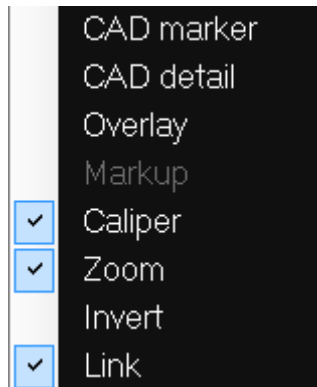 CAD marker
CAD detail
Overlay
Markup
Caliper
Zoom
Invert
Link